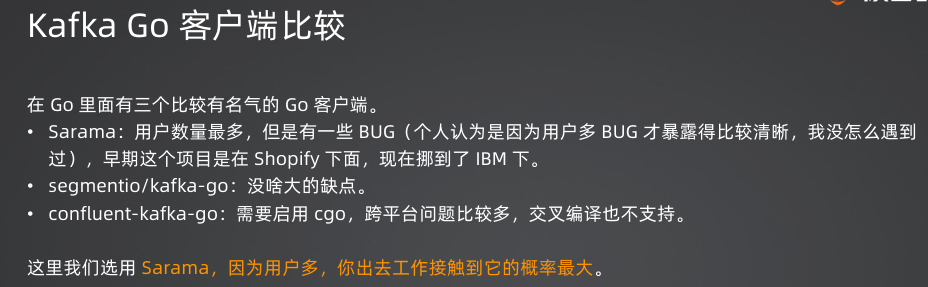 Kafka Go 客户端比较
在 Go 里面有三个比较有名气的 Go 客户端。
• Sarama：用户数量最多，但是有一些 BUG（个人认为是因为用户多 BUG 才暴露得比较清晰，我没怎么遇到
过），早期这个项目是在 Shopify 下面，现在挪到了 IBM 下。
• segmentio/kafka-go：没啥大的缺点。
• confluent-kafka-go：需要启用 cgo，跨平台问题比较多，交叉编译也不支持。
这里我们选用 Sarama，因为用户多，你出去工作接触到它的概率最大。